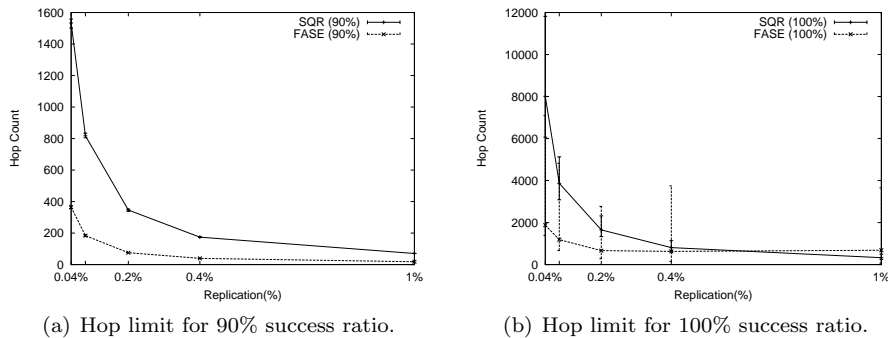 1600
1400
1200
1000
800
600
400
200
0
Hop Count
SQR (90%)
FASE (90%)
0.04%
%
0.2%
0.4%
1%
Replication(%)
(a) Hop limit for 90% success ratio.
12000
10000
8000
6000
4000
2000
0
Hop Count
SQR (100%)
FASE (100%)
0.04%
%
0.2%
0.4%
1%
Replication(%)
(b) Hop limit for 100% success ratio.